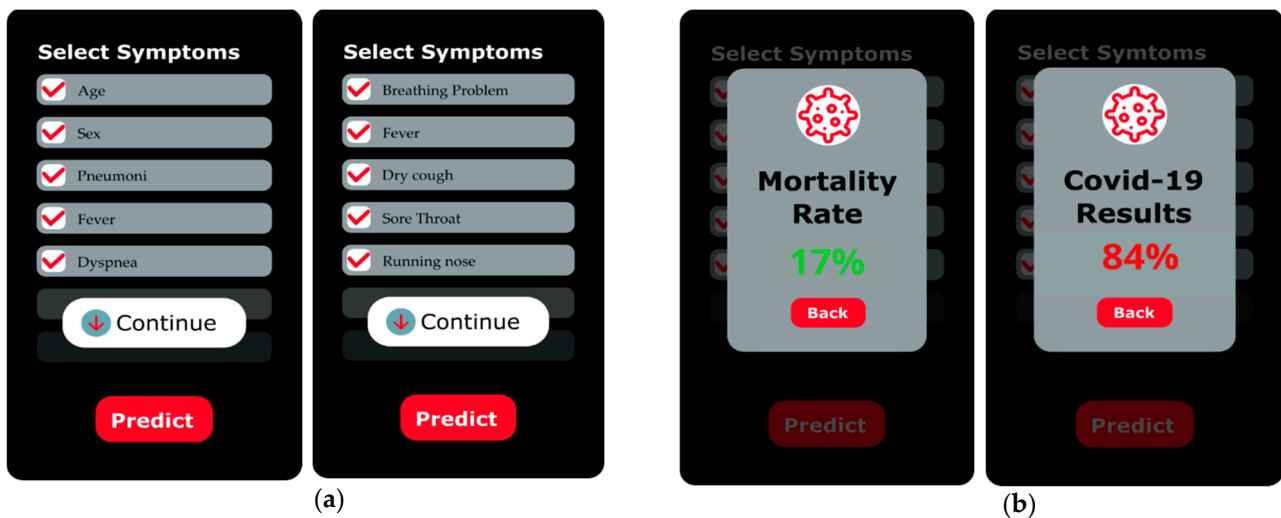 Select Symptoms
Age
Sex
Pneumoni
Fever
Dyspnea
Continue
Predict
Select Symptoms
Breathing Problem
Fever
Dry cough
Sore Throat
Running nose
Continue
Predict
(a)
Select Symptoms
Mortality
Rate
17%
Back
Predict
Select Symtoms
Covid-19
Results
84%
Back
Predict
(b)